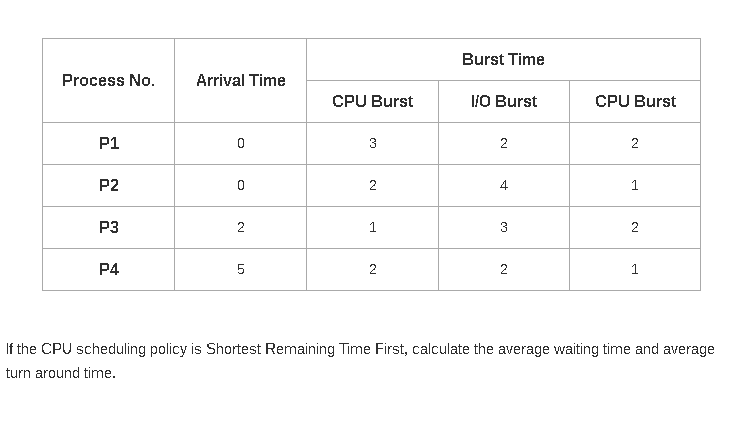 Process No. Arrival Time Burst Time
CPU Burst I/O Burst CPU Burst
P1 0 3 2 2
P2 0 2 4 1
P3 2 1 3 2
P4 5 2 2 1
If the CPU scheduling policy is Shortest Remaining Time First, calculate the average waiting time and average
turn around time.